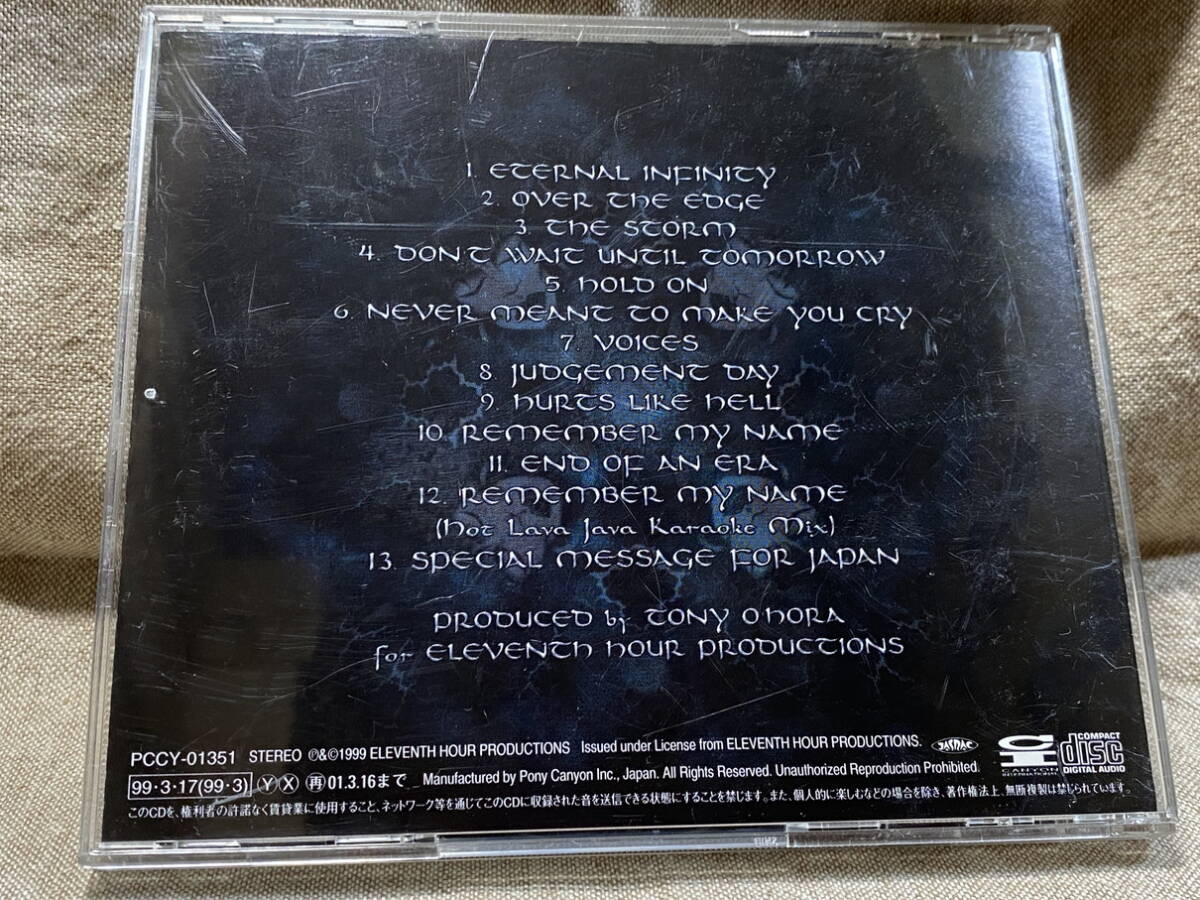 1. ETERNAL INFINITY
2. OVER THE EDGE
3. THE STORM
4. DON'T WAIT UNTIL TOMORROW
5. HOLD ON
6. NEVER MEANT TO MAKE YOU CRY
7. VOICES
8. JUDGEMENT DAY
9. HURTS LIKE HELL
10. REMEMBER MY NAME
11. END OF AN ERA
12. REMEMBER MY NAME
(Hot Lava Java Karaoke Mix)
13. SPECIAL MESSAGE FOR JAPAN
PRODUCED by TONY O'HORA
for ELEVENTH HOUR PRODUCTIONS
PCCY-01351 STEREO ℗&©1999 ELEVENTH HOUR PRODUCTIONS Issued under License from ELEVENTH HOUR PRODUCTIONS. JASRAC CANYON INTERNATIONAL COMPACT disc DIGITAL AUDIO
99・3・17(99・3) Y X 再 01.3.16まで Manufactured by Pony Canyon Inc., Japan. All Rights Reserved. Unauthorized Reproduction Prohibited.
このCDを、権利者の許諾なく賃貸業に使用すること、ネットワーク等を通じてこのCDに収録された音を送信できる状態にすることを禁じます。また、個人的に楽しむなどの場合を除き、著作権法上、無断複製は禁じられています。